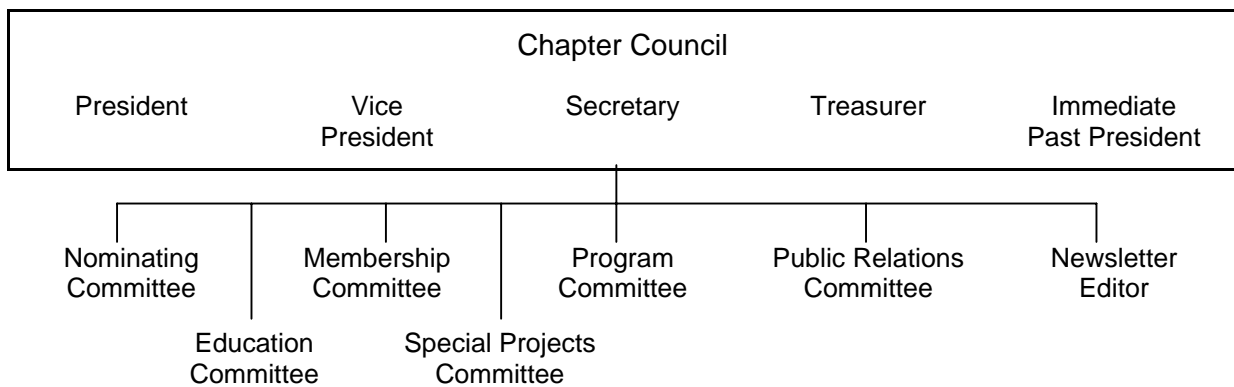 Chapter Council
President
Vice
President
Secretary
Treasurer
Immediate
Past President
Nominating
Committee
Membership
Committee
Program
Committee
Public Relations
Committee
Newsletter
Editor
Education
Committee
Special Projects
Committee